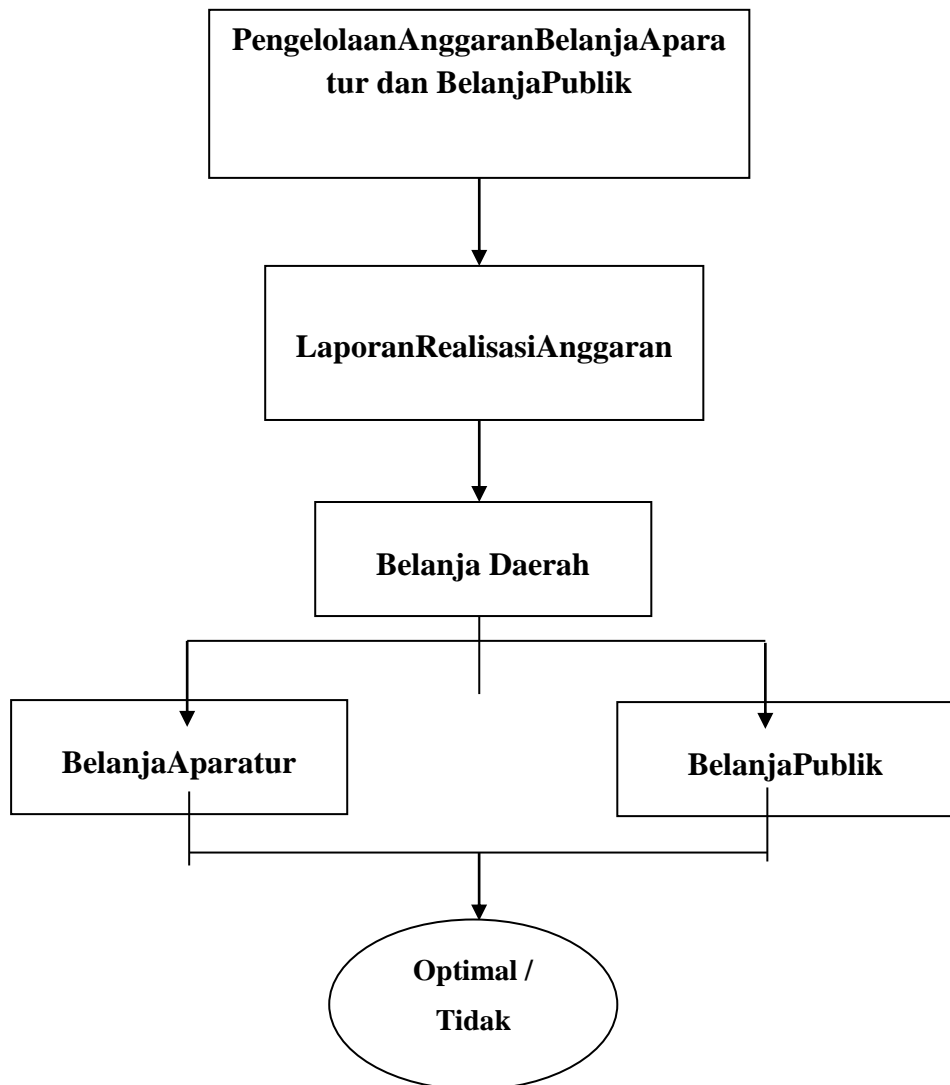 PengelolaanAnggaranBelanjaApara
tur dan BelanjaPublik
LaporanRealisasiAnggaran
Belanja Daerah
BelanjaAparatur
BelanjaPublik
Optimal /
Tidak